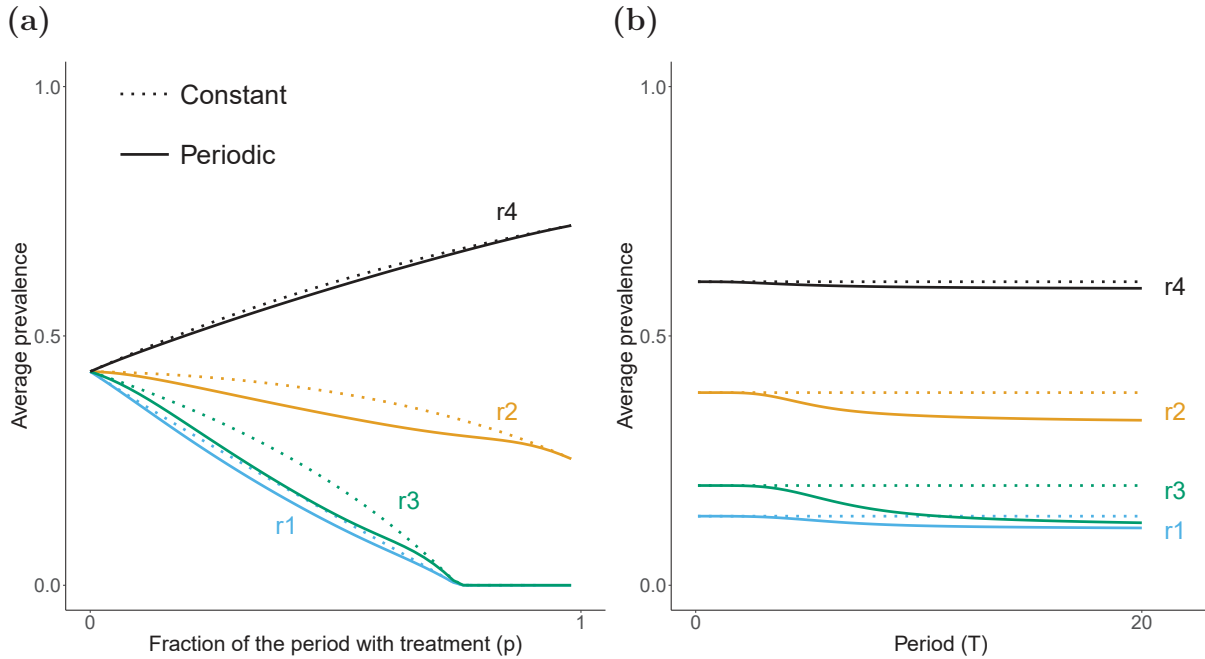 (a)
1.0
0.5
0.0
Average prevalence
Constant
Periodic
r4
r2
r3
r1
0
1
Fraction of the period with treatment (p)
(b)
1.0
0.5
0.0
Average prevalence
r4
r2
r3
r1
0
20
Period (T)